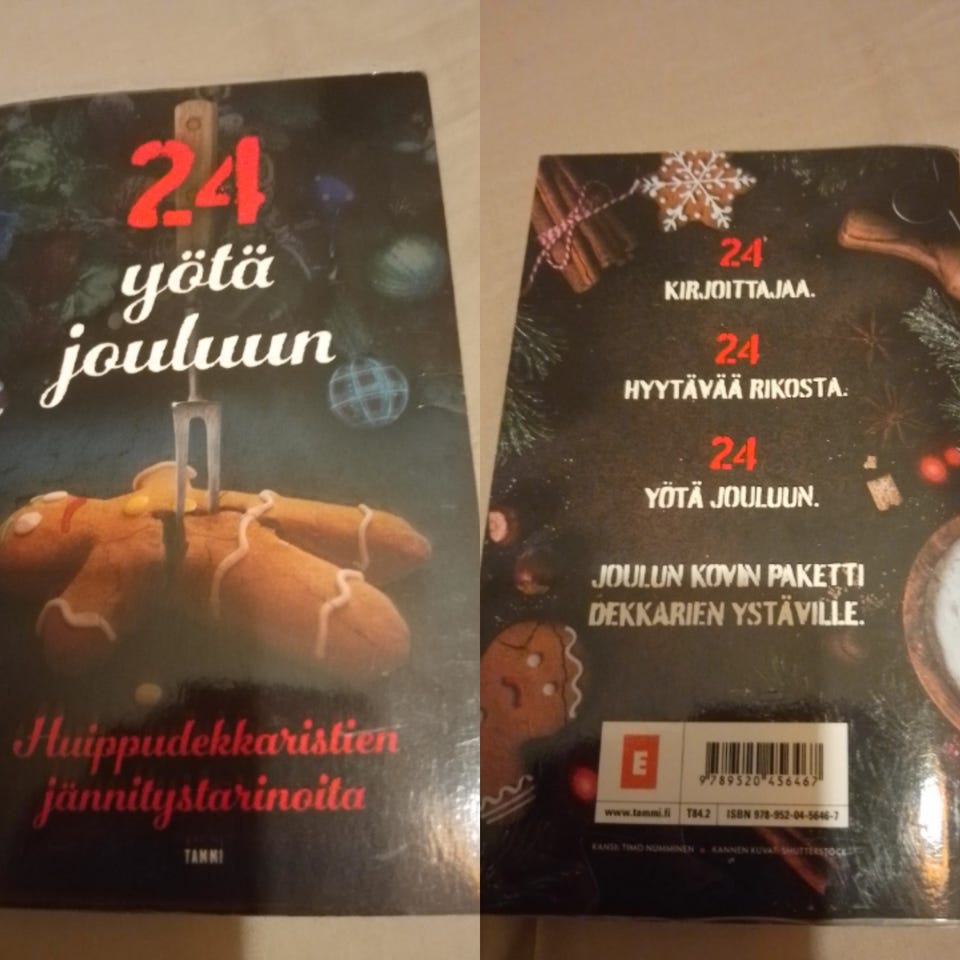 24
yötä
jouluun
Huippudekkaristien
jännitystarinoita
TAMMI
24
KIRJOITTAJAA.
24
HYYTÄVÄÄ RIKOSTA.
24
YÖTÄ JOULUUN.
JOULUN KOVIN PAKETTI
DEKKARIEN YSTÄVILLE.
E
9789520456467
www.tammi.fi T84.2 ISBN 978-952-04-5646-7
KANSI: TIMO NUMMINEN • KANNEN KUVAT: SHUTTERSTOCK